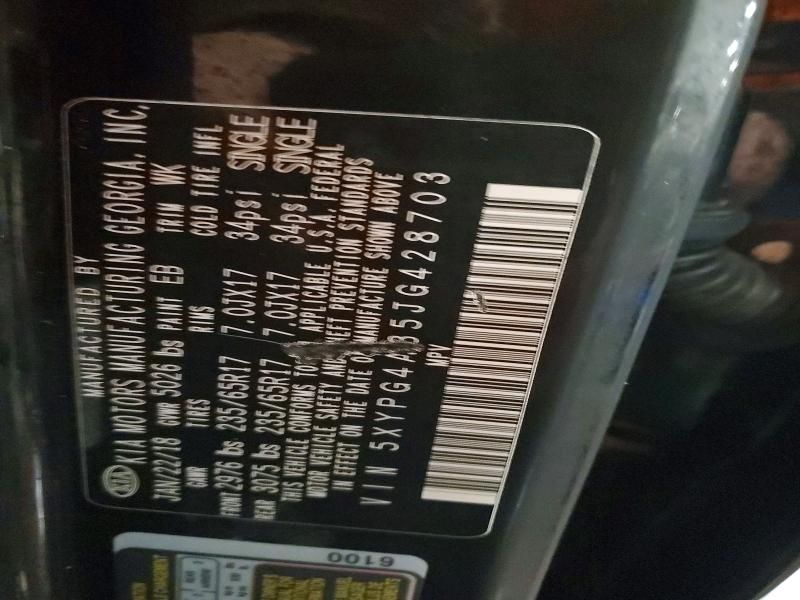 MANUFACTURED BY
KIA MOTORS MANUFACTURING GEORGIA, INC.
JAN/22/18 GVWR 5026 lbs PAINT EB TRIM WK
GAWR TIRES RIMS COLD TIRE INFL
FRONT 2976 lbs 235/65R17 7.0JX17 34psi SINGLE
REAR 3075 lbs 235/65R17 7.0JX17 34psi SINGLE
THIS VEHICLE CONFORMS TO APPLICABLE U.S.A. FEDERAL
MOTOR VEHICLE SAFETY AND THEFT PREVENTION STANDARDS
IN EFFECT ON THE DATE OF MANUFACTURE SHOWN ABOVE
VIN 5XYPG4A35JG428703
MPV
KIA
6100